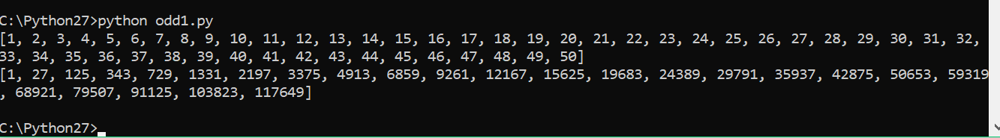 C:\Python27>python odd1.py
[1, 2, 3, 4, 5, 6, 7, 8, 9, 10, 11, 12, 13, 14, 15, 16, 17, 18, 19, 20, 21, 22, 23, 24, 25, 26, 27, 28, 29, 30, 31, 32,
33, 34, 35, 36, 37, 38, 39, 40, 41, 42, 43, 44, 45, 46, 47, 48, 49, 50]
[1, 27, 125, 343, 729, 1331, 2197, 3375, 4913, 6859, 9261, 12167, 15625, 19683, 24389, 29791, 35937, 42875, 50653, 59319
, 68921, 79507, 91125, 103823, 117649]
C:\Python27>